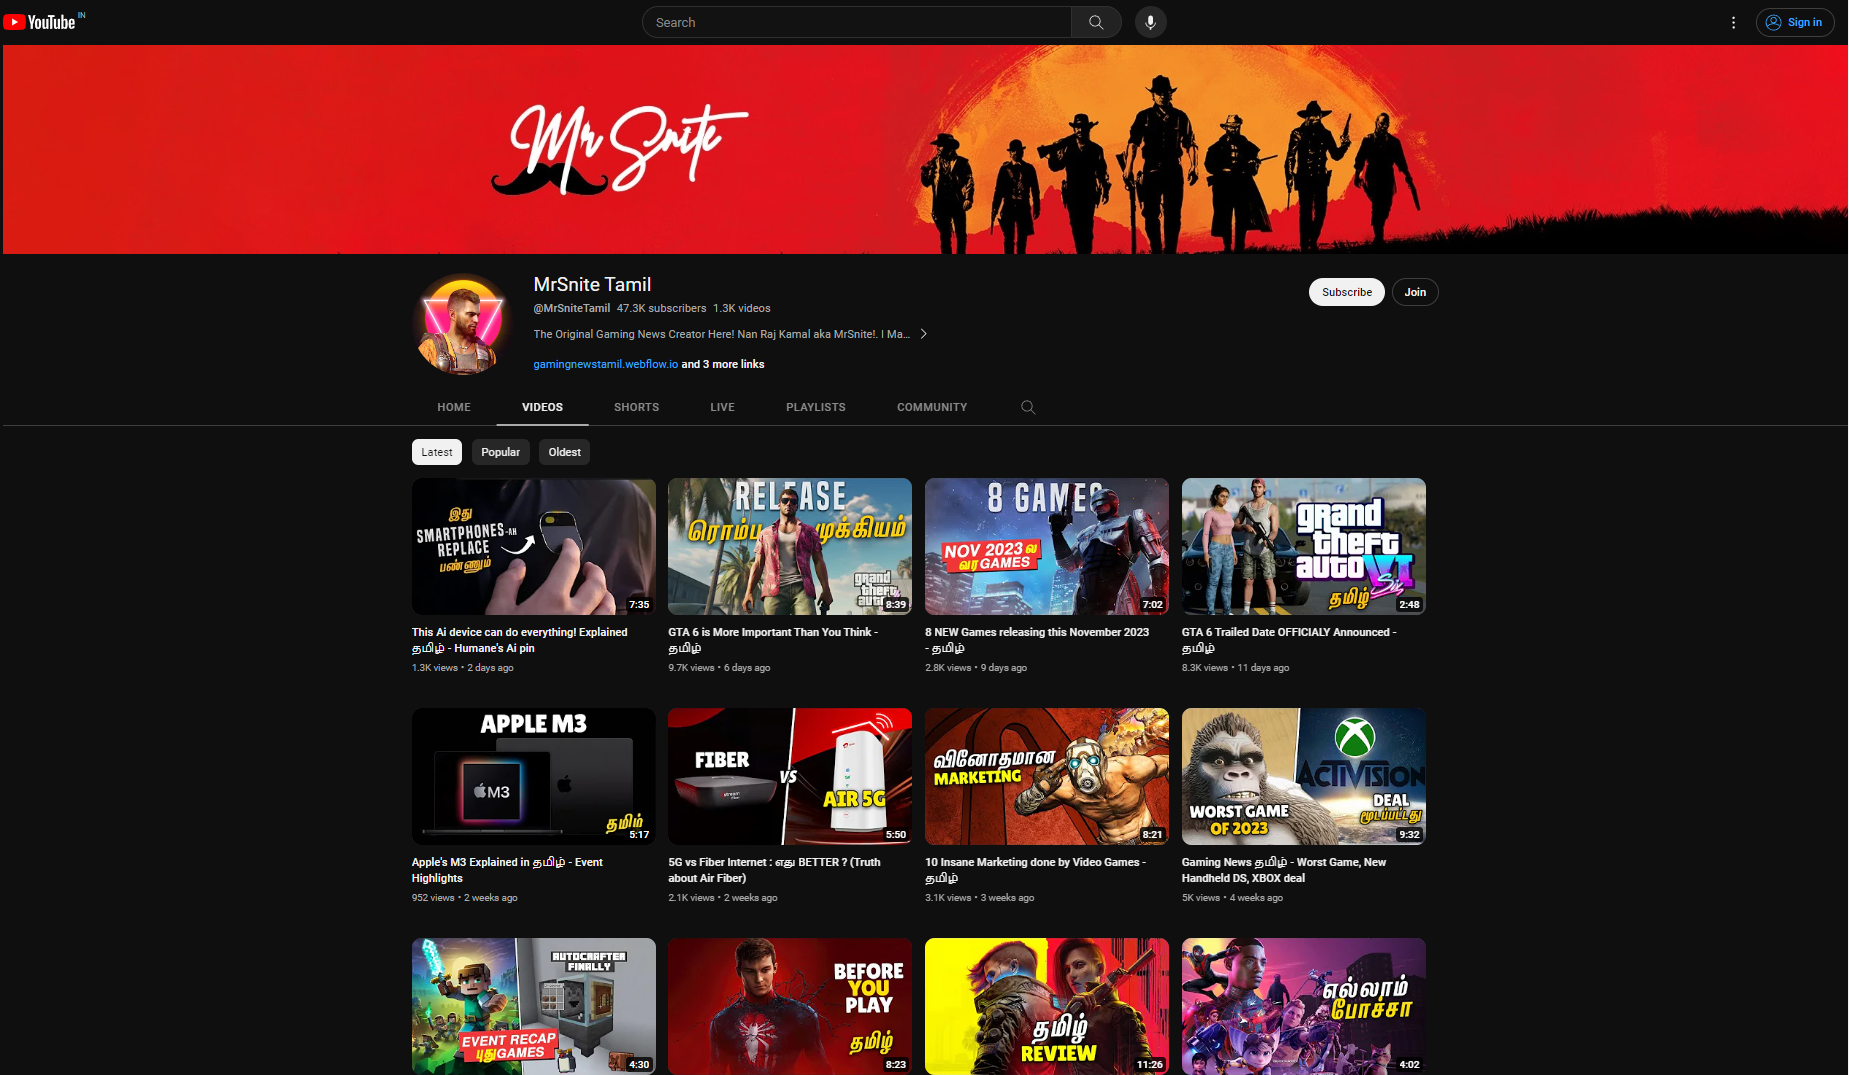 YouTube IN
Search
Sign in
Mr Snite
MrSnite Tamil
@MrSniteTamil 47.3K subscribers 1.3K videos
The Original Gaming News Creator Here! Nan Raj Kamal aka MrSnite!. I Ma...
gamingnewstamil.webflow.io and 3 more links
Subscribe
Join
HOME VIDEOS SHORTS LIVE PLAYLISTS COMMUNITY
Latest Popular Oldest
இது
SMARTPHONES-AH
REPLACE
பண்ணும்
7:35
This Ai device can do everything! Explained
தமிழ் - Humane's Ai pin
1.3K views • 2 days ago
RELEASE
ரொம்ப முக்கியம்
grand
theft
auto
8:39
GTA 6 is More Important Than You Think -
தமிழ்
9.7K views • 6 days ago
8 GAMES
NOV 2023 ல
வர GAMES
7:02
8 NEW Games releasing this November 2023
- தமிழ்
2.8K views • 9 days ago
grand
theft
auto VI
Six
தமிழ்
2:48
GTA 6 Trailed Date OFFICIALY Announced -
தமிழ்
8.3K views • 11 days ago
APPLE M3
M3
தமிழ்
5:17
Apple's M3 Explained in தமிழ் - Event
Highlights
952 views • 2 weeks ago
FIBER
VS
AIR 5G
5:50
5G vs Fiber Internet : எது BETTER ? (Truth
about Air Fiber)
2.1K views • 2 weeks ago
வினோதமான
MARKETING
8:21
10 Insane Marketing done by Video Games -
தமிழ்
3.1K views • 3 weeks ago
ACTIVISION
WORST GAME
OF 2023
DEAL
மூடப்பட்டது
9:32
Gaming News தமிழ் - Worst Game, New
Handheld DS, XBOX deal
5K views • 4 weeks ago
AUTOCRAFTER
FINALLY
EVENT RECAP
புது GAMES
4:30
BEFORE
YOU
PLAY
தமிழ்
8:23
தமிழ்
REVIEW
11:26
எல்லாம்
போச்சா
4:02